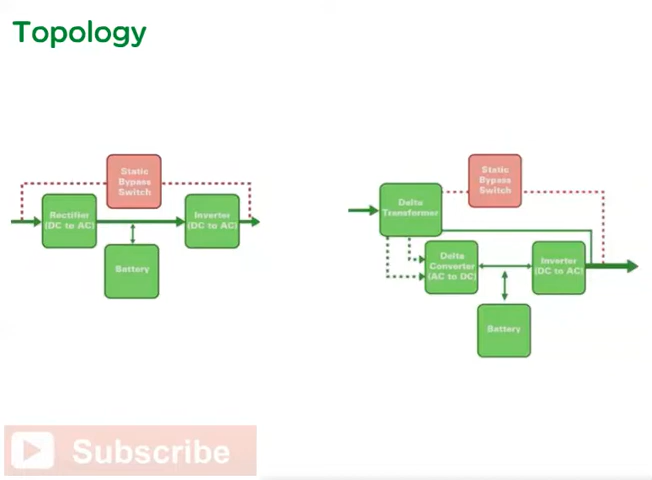 Topology
Static
Bypass
Switch
Rectifier
(DC to AC)
Inverter
(DC to AC)
Battery
Static
Bypass
Switch
Delta
Transformer
Delta
Converter
(AC to DC)
Inverter
(DC to AC)
Battery
Subscribe